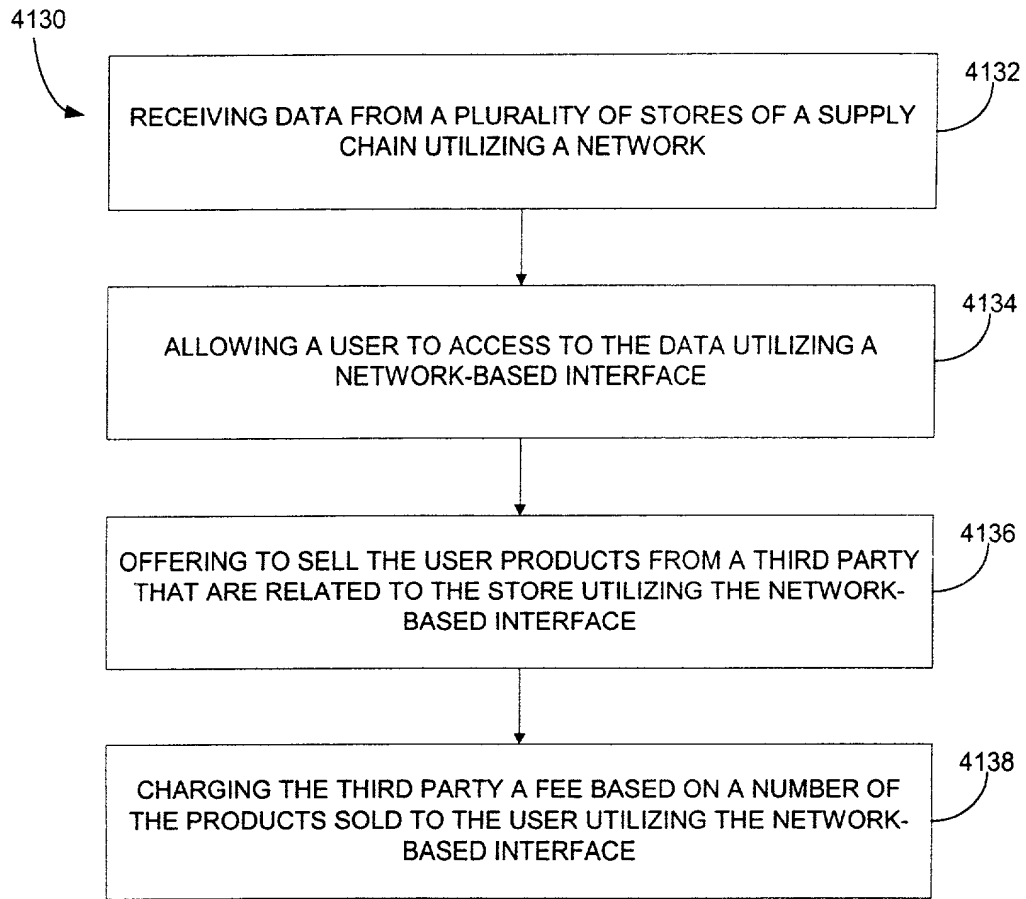 4130
4132
RECEIVING DATA FROM A PLURALITY OF STORES OF A SUPPLY
CHAIN UTILIZING A NETWORK
4134
ALLOWING A USER TO ACCESS TO THE DATA UTILIZING A
NETWORK-BASED INTERFACE
4136
OFFERING TO SELL THE USER PRODUCTS FROM A THIRD PARTY
THAT ARE RELATED TO THE STORE UTILIZING THE NETWORK-
BASED INTERFACE
4138
CHARGING THE THIRD PARTY A FEE BASED ON A NUMBER OF
THE PRODUCTS SOLD TO THE USER UTILIZING THE NETWORK-
BASED INTERFACE